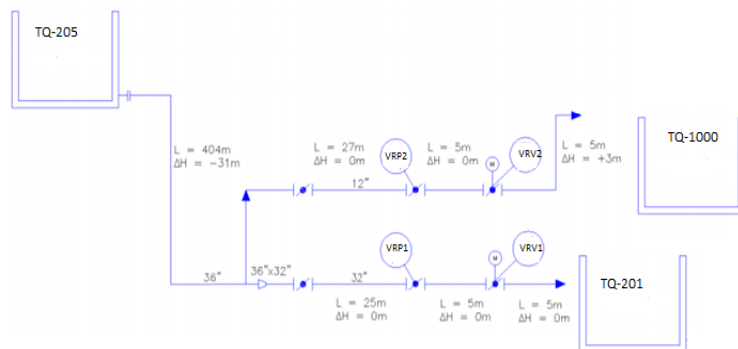 TQ-205
TQ-1000
L = 404m
ΔH = -31m
L = 27m
ΔH = 0m
VRP2
L = 5m
ΔH = 0m
M
VRV2
L = 5m
ΔH = +3m
12"
36"
36"x32"
32"
VRP1
M
VRV1
TQ-201
L = 25m
ΔH = 0m
L = 5m
ΔH = 0m
L = 5m
ΔH = 0m